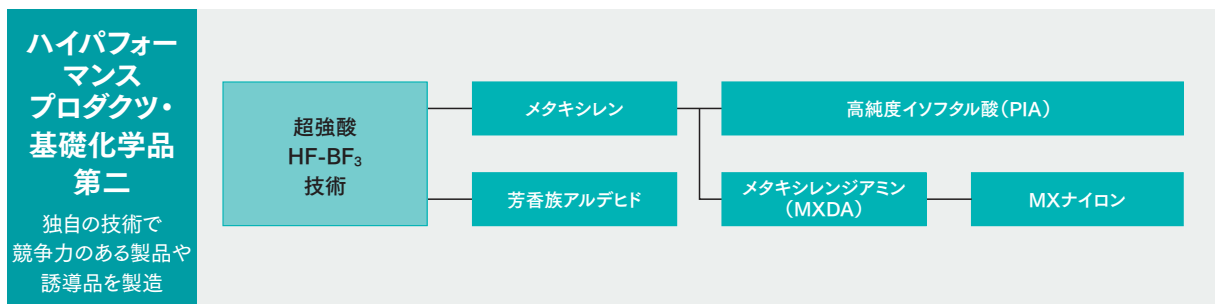 ハイパフォー
マンス
プロダクツ・
基礎化学品
第二
独自の技術で
競争力のある製品や
誘導品を製造
超強酸
HF-BF₃
技術
メタキシレン
高純度イソフタル酸（PIA）
芳香族アルデヒド
メタキシレンジアミン
（MXDA）
MXナイロン